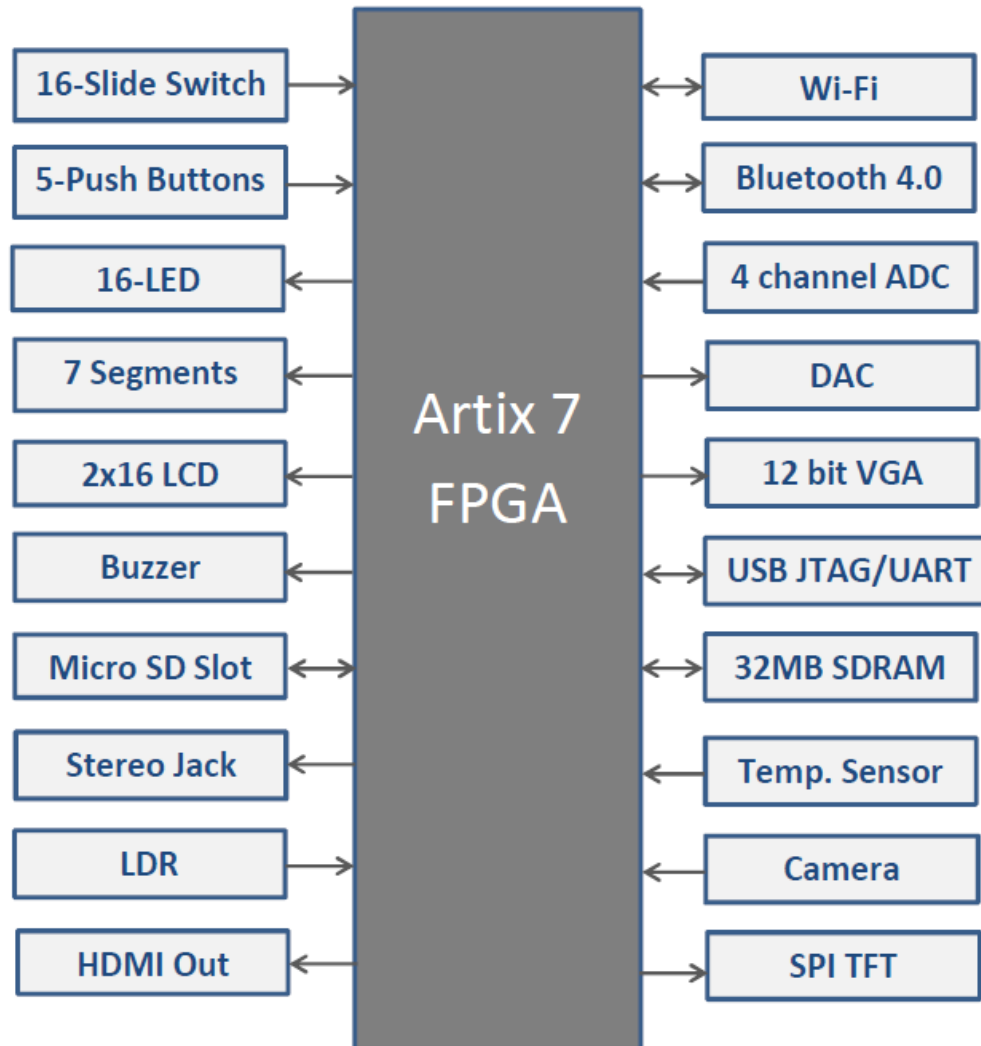 16-Slide Switch
5-Push Buttons
16-LED
7 Segments
2x16 LCD
Buzzer
Micro SD Slot
Stereo Jack
LDR
HDMI Out
Artix 7
FPGA
Wi-Fi
Bluetooth 4.0
4 channel ADC
DAC
12 bit VGA
USB JTAG/UART
32MB SDRAM
Temp. Sensor
Camera
SPI TFT